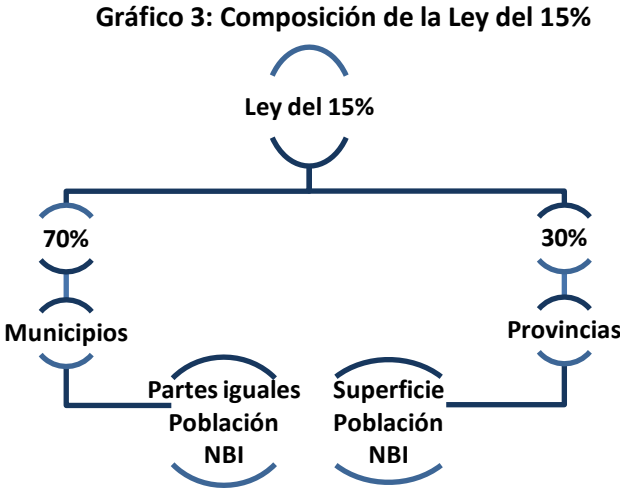 Gráfico 3: Composición de la Ley del 15%
Ley del 15%
70%
30%
Municipios
Provincias
Partes iguales
Población
NBI
Superficie
Población
NBI